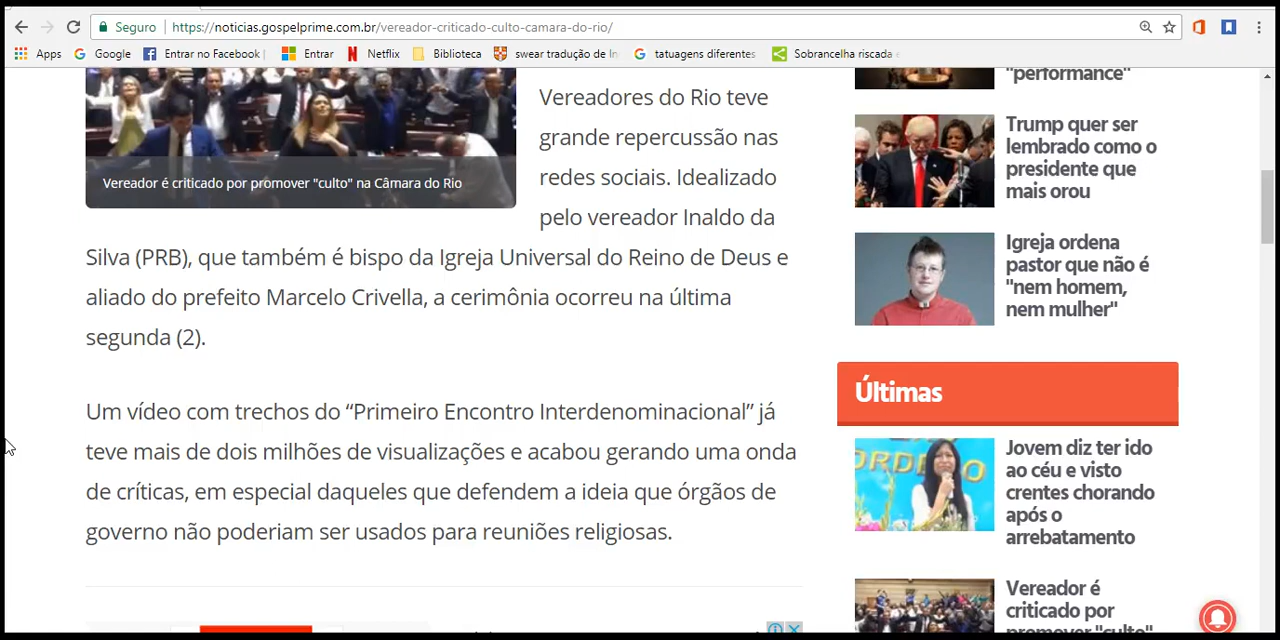 Seguro
https://noticias.gospelprime.com.br/vereador-criticado-culto-camara-do-rio/
Apps
Google
Entrar no Facebook
Entrar
Netflix
Biblioteca
swear tradução de In
tatuagens diferentes
Sobrancelha riscada
Vereador é criticado por promover "culto" na Câmara do Rio
Vereadores do Rio teve
grande repercussão nas
redes sociais. Idealizado
pelo vereador Inaldo da
Silva (PRB), que também é bispo da Igreja Universal do Reino de Deus e
aliado do prefeito Marcelo Crivella, a cerimônia ocorreu na última
segunda (2).
Um vídeo com trechos do “Primeiro Encontro Interdenominacional” já
teve mais de dois milhões de visualizações e acabou gerando uma onda
de críticas, em especial daqueles que defendem a ideia que órgãos de
governo não poderiam ser usados para reuniões religiosas.
"performance"
Trump quer ser
lembrado como o
presidente que
mais orou
Igreja ordena
pastor que não é
"nem homem,
nem mulher"
Últimas
Jovem diz ter ido
ao céu e visto
crentes chorando
após o
arrebatamento
Vereador é
criticado por
promover "culto"